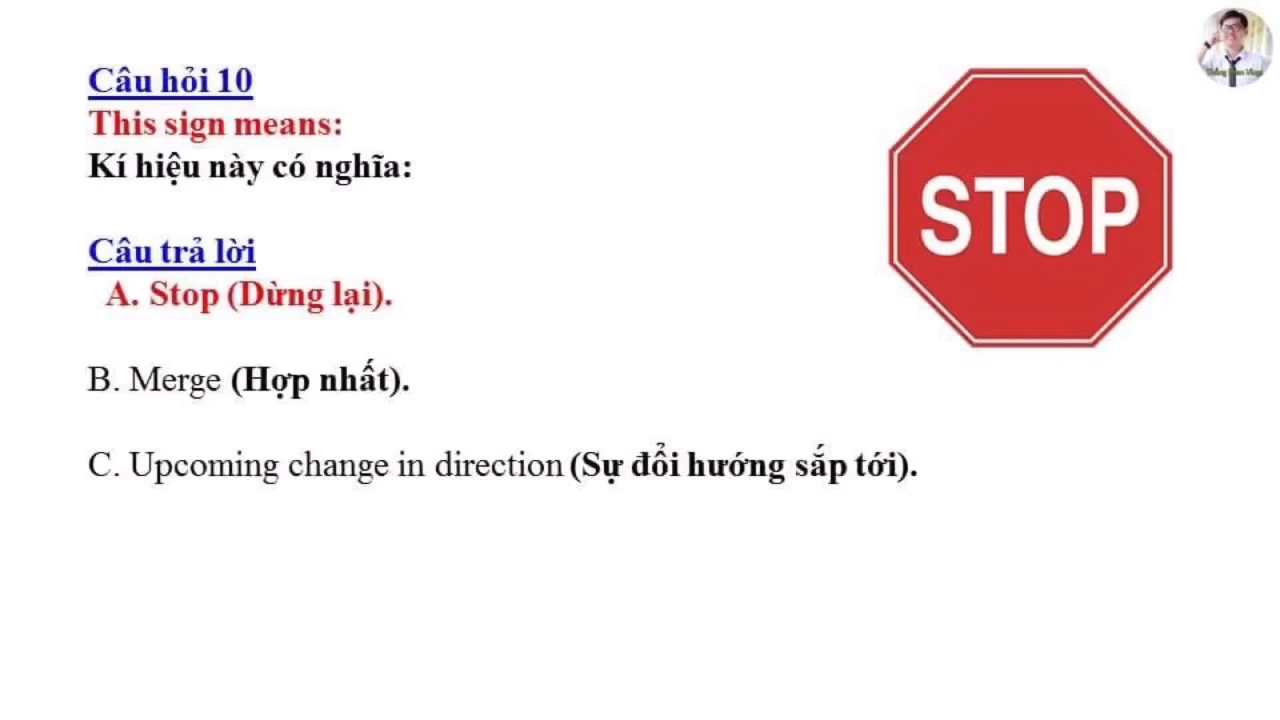 Câu hỏi 10
This sign means:
Kí hiệu này có nghĩa:
STOP
Câu trả lời
A. Stop (Dừng lại).
B. Merge (Hợp nhất).
C. Upcoming change in direction (Sự đổi hướng sắp tới).